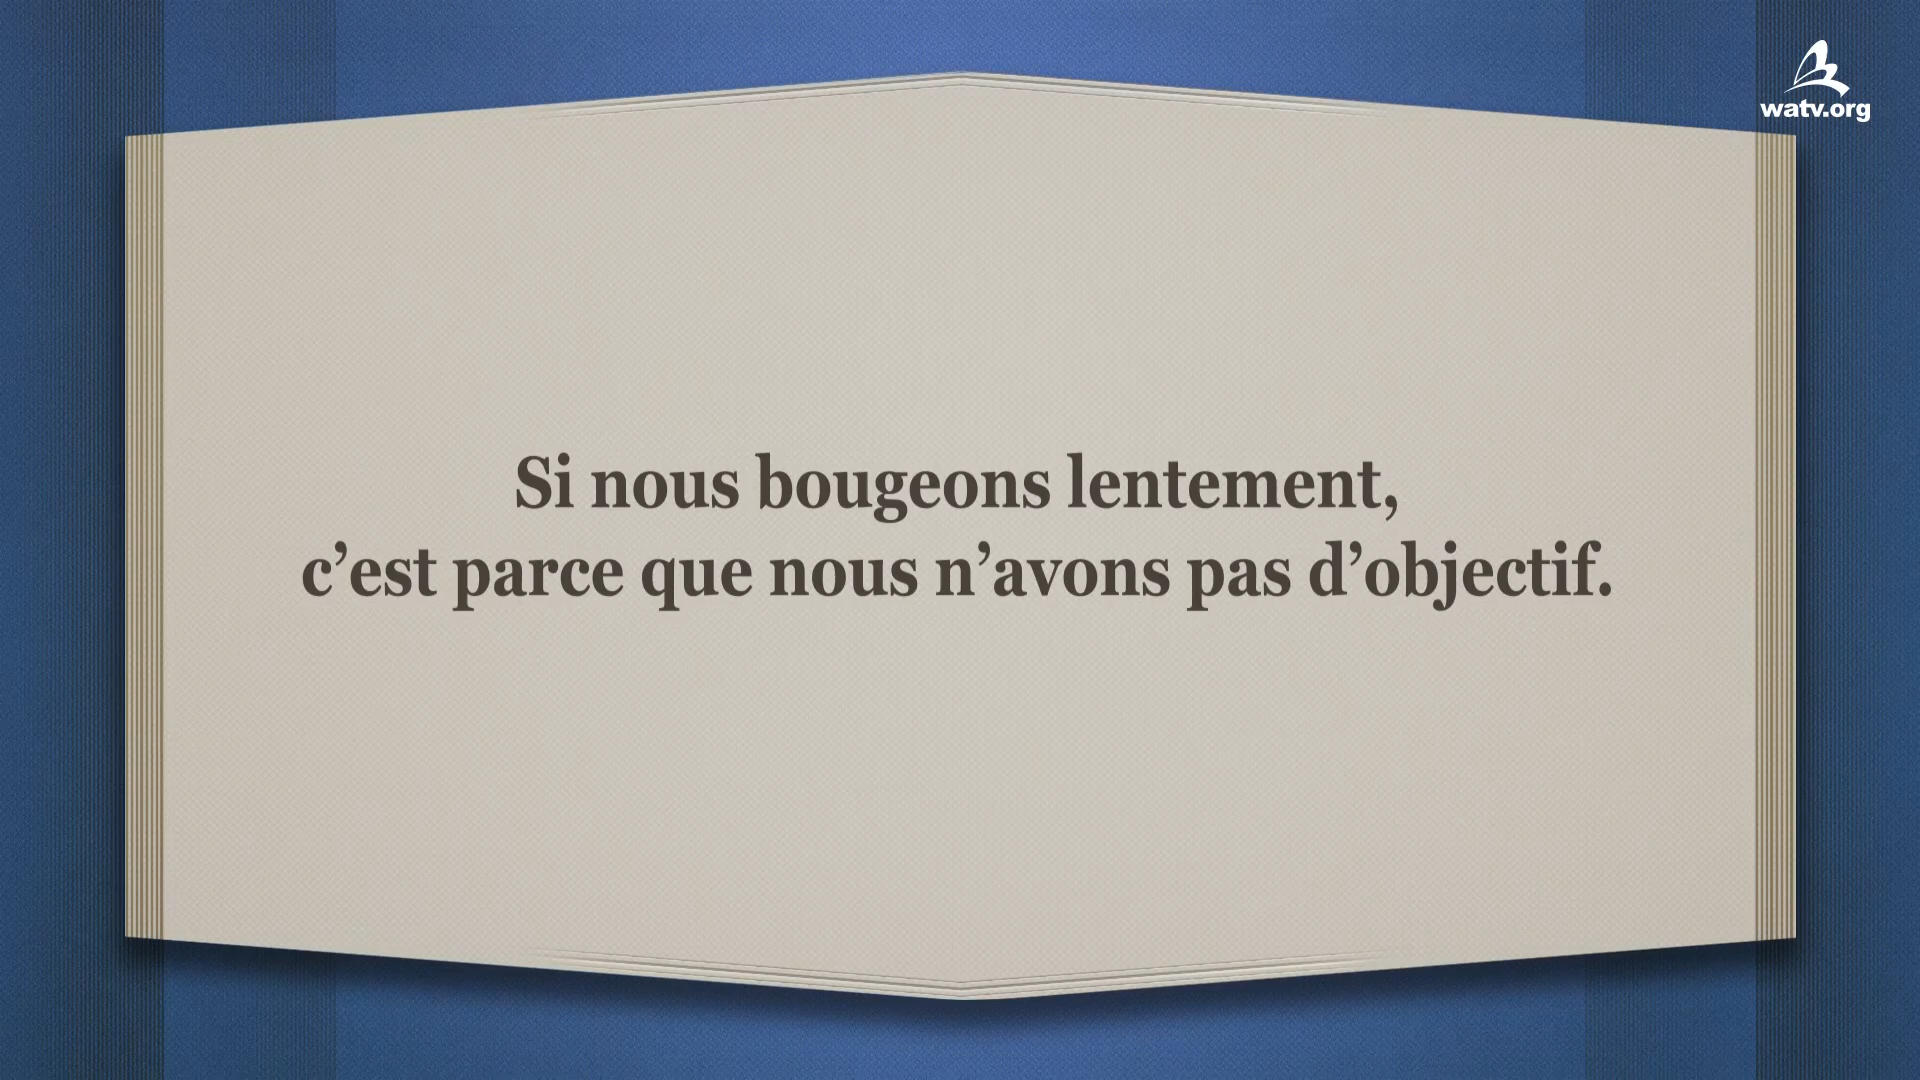 watv.org
Si nous bougeons lentement,
c’est parce que nous n’avons pas d’objectif.